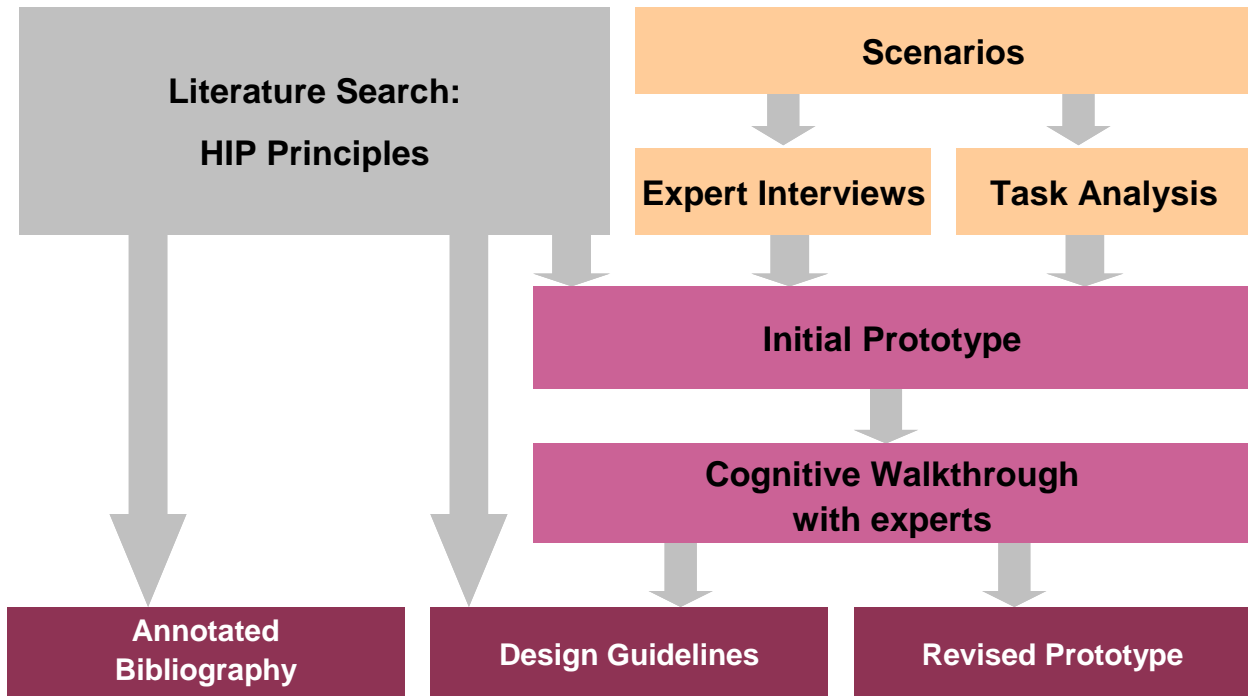 Literature Search:
HIP Principles
Scenarios
Expert Interviews
Task Analysis
Initial Prototype
Cognitive Walkthrough
with experts
Annotated
Bibliography
Design Guidelines
Revised Prototype